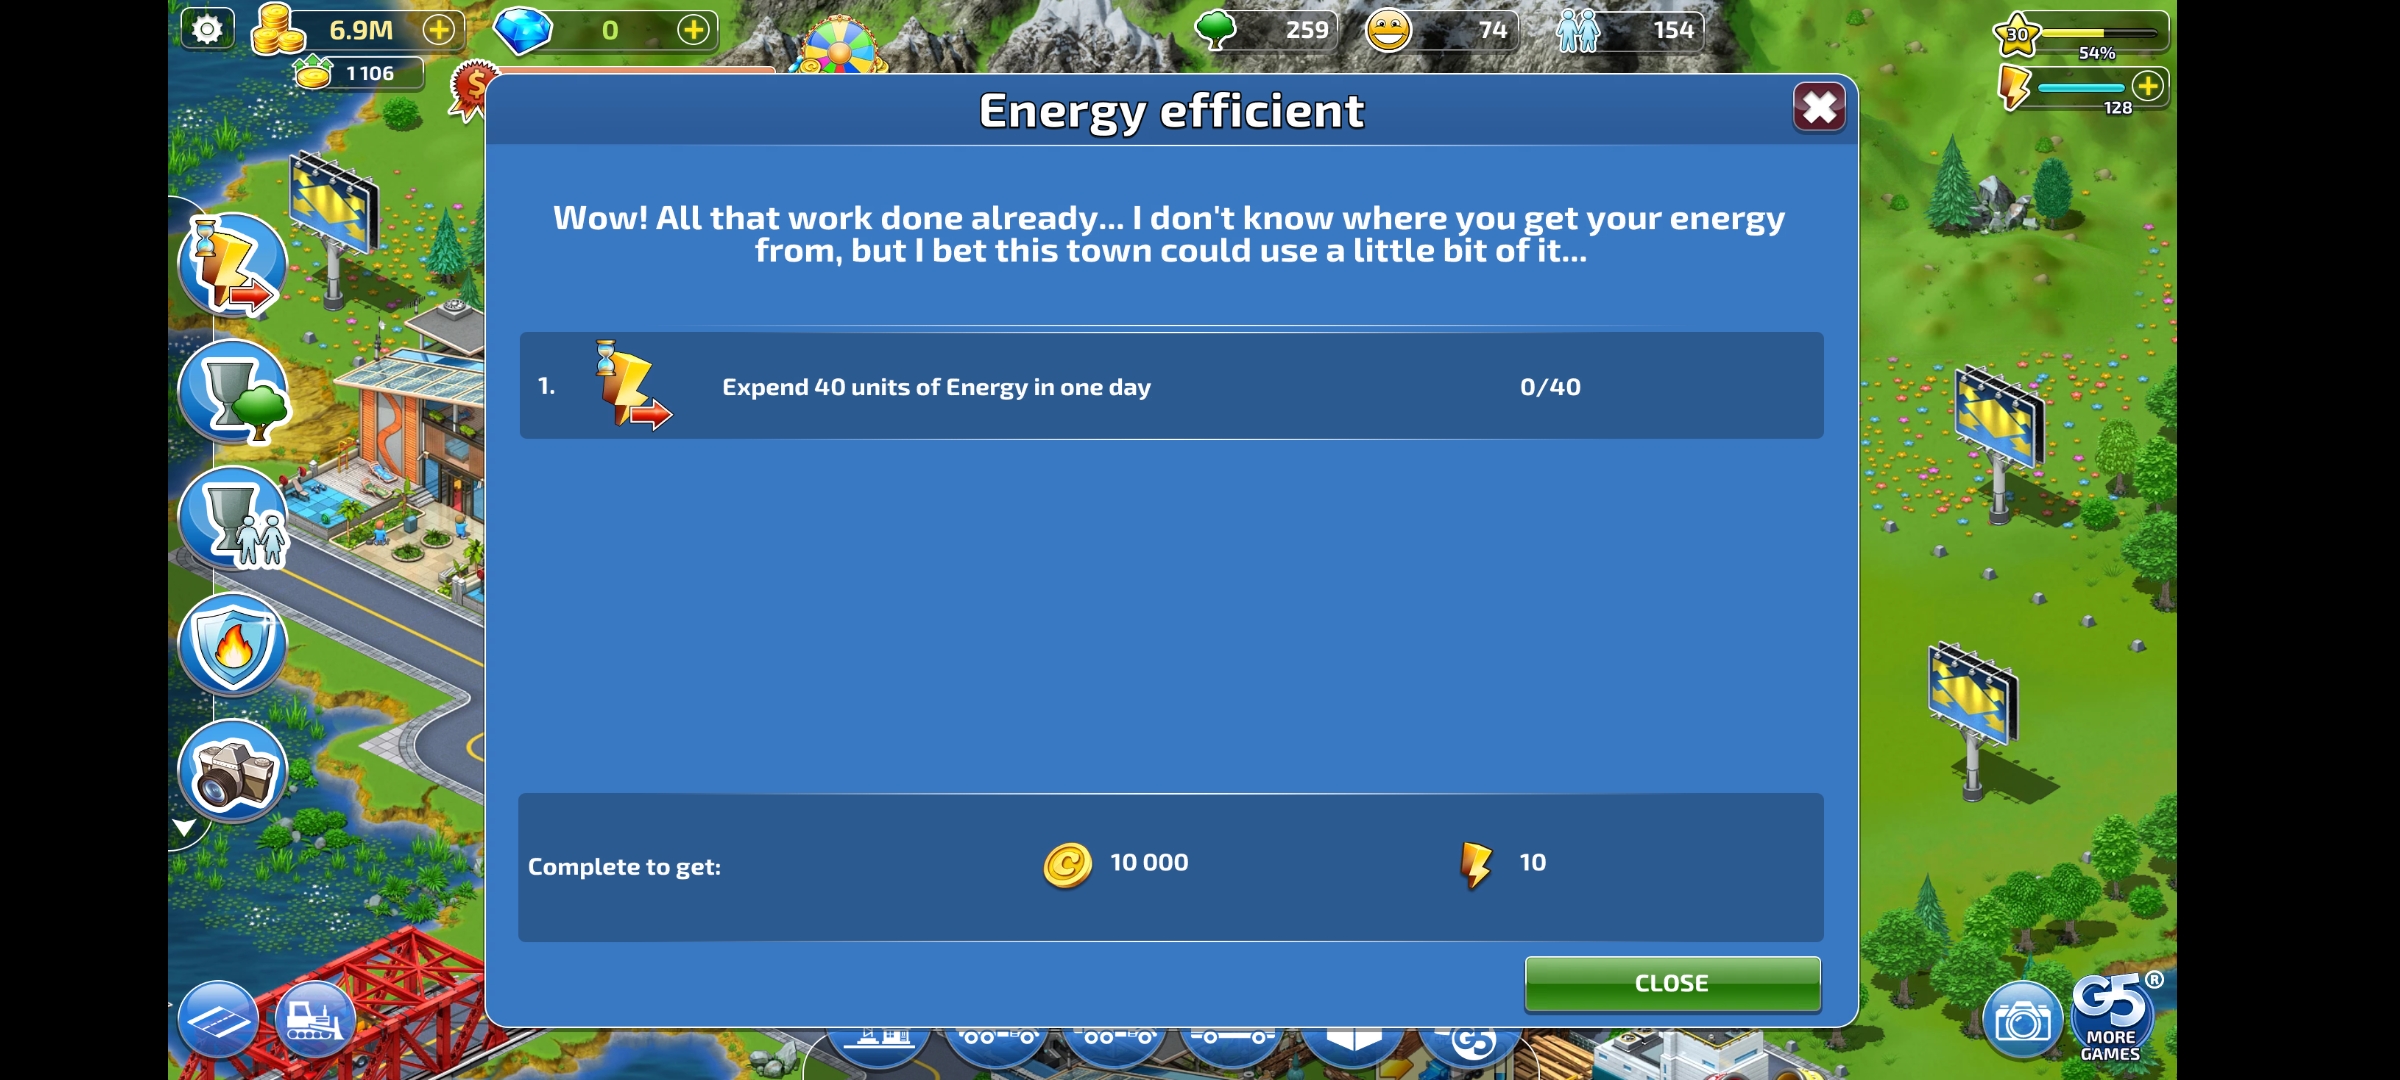 6.9M
0
259
74
154
30
54%
1 106
128
Energy efficient
Wow! All that work done already... I don't know where you get your energy
from, but I bet this town could use a little bit of it...
1.
Expend 40 units of Energy in one day
0/40
Complete to get:
10 000
10
CLOSE
G5
G5®
MORE
GAMES